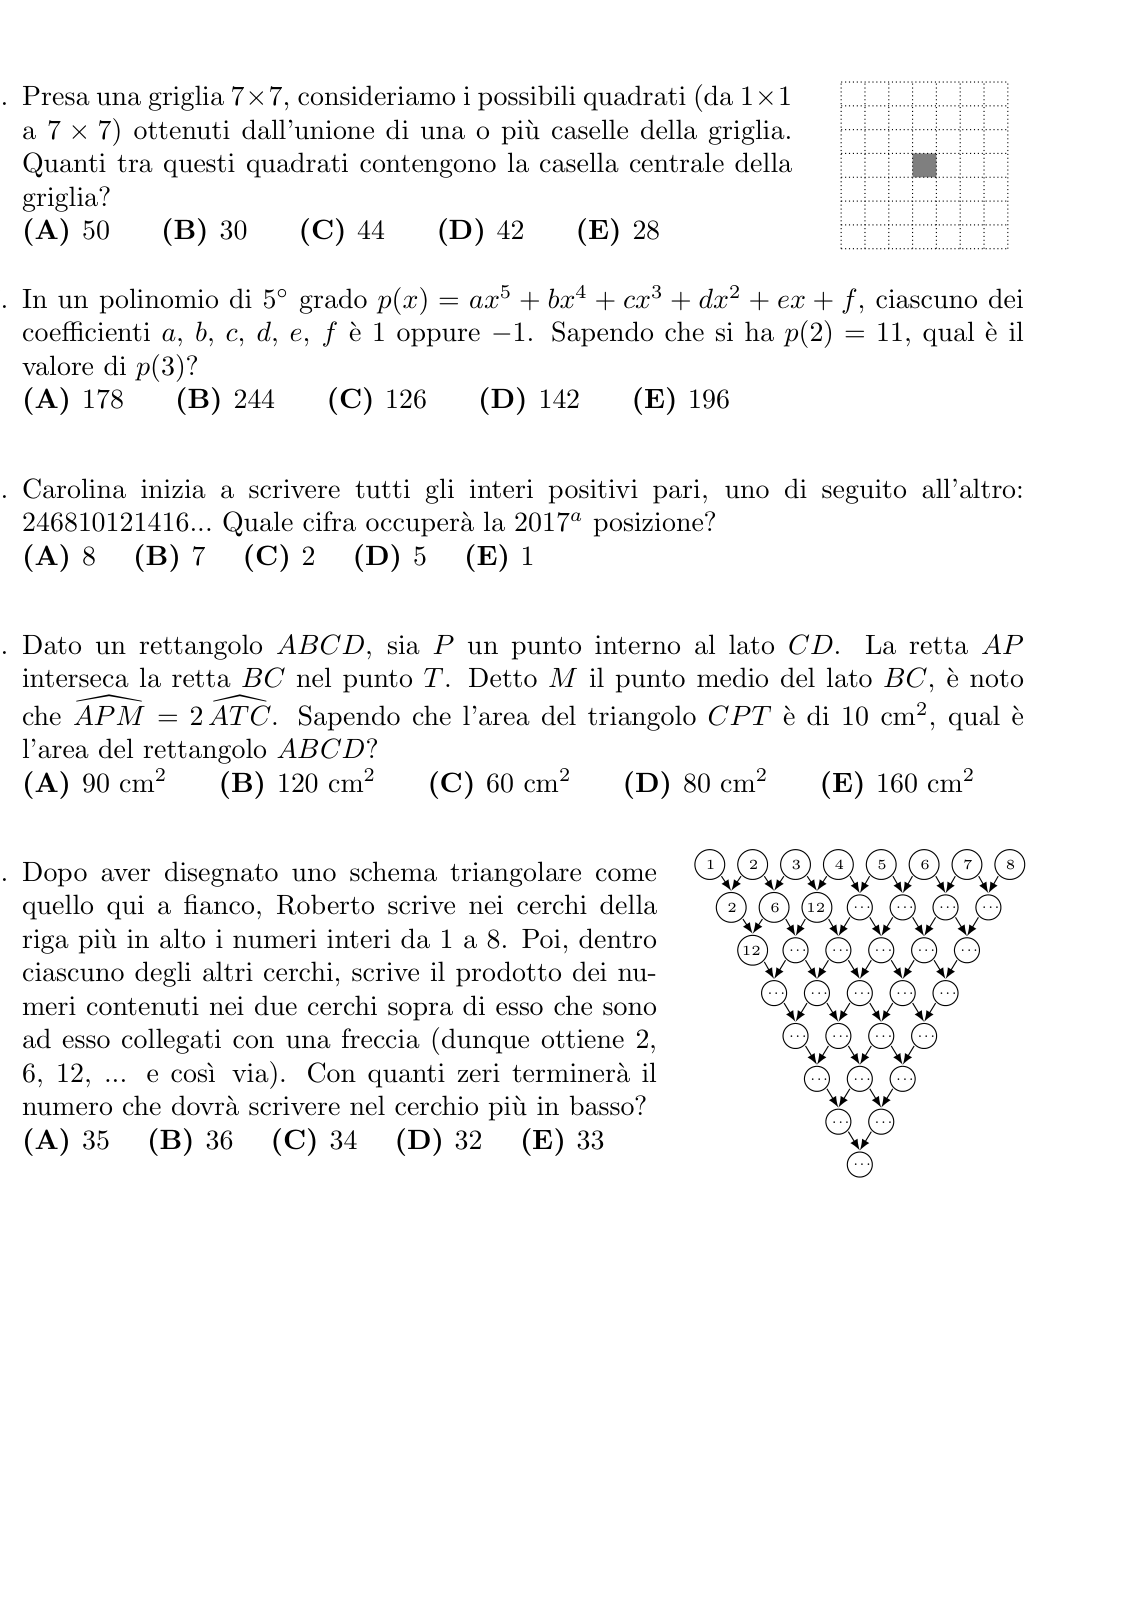 . Presa una griglia 7×7, consideriamo i possibili quadrati (da 1×1
a 7 × 7) ottenuti dall'unione di una o più caselle della griglia.
Quanti tra questi quadrati contengono la casella centrale della
griglia?
(A) 50 (B) 30 (C) 44 (D) 42 (E) 28
. In un polinomio di 5° grado p(x) = ax⁵ + bx⁴ + cx³ + dx² + ex + f, ciascuno dei
coefficienti a, b, c, d, e, f è 1 oppure −1. Sapendo che si ha p(2) = 11, qual è il
valore di p(3)?
(A) 178 (B) 244 (C) 126 (D) 142 (E) 196
. Carolina inizia a scrivere tutti gli interi positivi pari, uno di seguito all'altro:
246810121416... Quale cifra occuperà la 2017ᵃ posizione?
(A) 8 (B) 7 (C) 2 (D) 5 (E) 1
. Dato un rettangolo ABCD, sia P un punto interno al lato CD. La retta AP
interseca la retta BC nel punto T. Detto M il punto medio del lato BC, è noto
che APM = 2 ATC. Sapendo che l'area del triangolo CPT è di 10 cm², qual è
l'area del rettangolo ABCD?
(A) 90 cm² (B) 120 cm² (C) 60 cm² (D) 80 cm² (E) 160 cm²
. Dopo aver disegnato uno schema triangolare come
quello qui a fianco, Roberto scrive nei cerchi della
riga più in alto i numeri interi da 1 a 8. Poi, dentro
ciascuno degli altri cerchi, scrive il prodotto dei nu-
meri contenuti nei due cerchi sopra di esso che sono
ad esso collegati con una freccia (dunque ottiene 2,
6, 12, ... e così via). Con quanti zeri terminerà il
numero che dovrà scrivere nel cerchio più in basso?
(A) 35 (B) 36 (C) 34 (D) 32 (E) 33
1 2 3 4 5 6 7 8
2 6 12 ... ... ... ...
12 ... ... ... ... ...
... ... ... ... ...
... ... ... ...
... ... ...
... ...
...